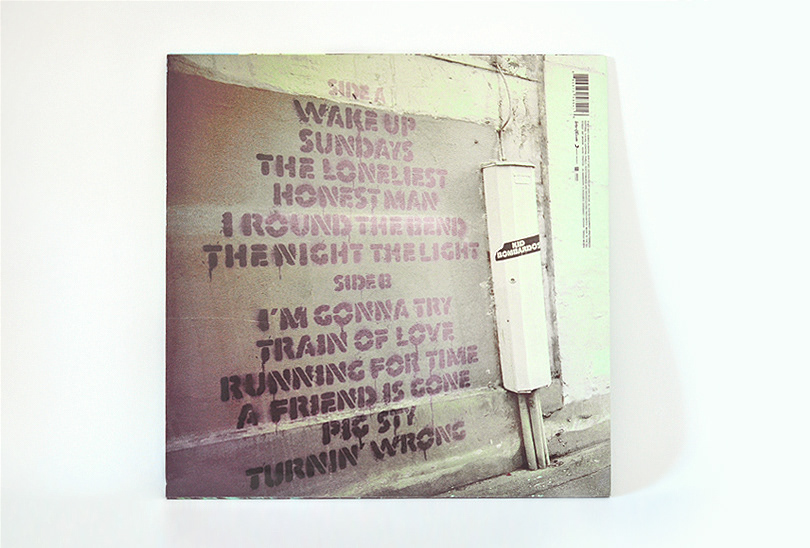 SIDE A
WAKE UP
SUNDAYS
THE LONELIEST
HONEST MAN
I ROUND THE BEND
THE NIGHT THE LIGHT
SIDE B
I'M GONNA TRY
TRAIN OF LOVE
RUNNING FOR TIME
A FRIEND IS GONE
PIG STY
TURNIN' WRONG
KID
BOMBARDOS